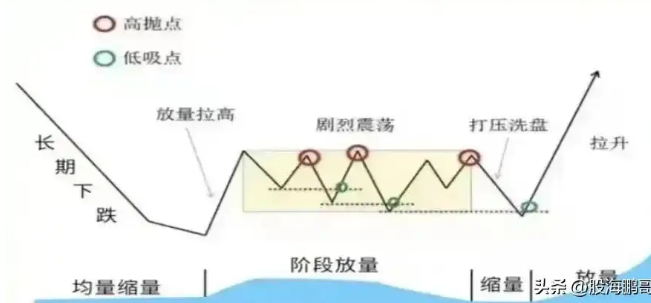 高抛点
低吸点
放量拉高
剧烈震荡
打压洗盘
拉升
长期下跌
阶段放量
均量缩量
缩量
放量
头条 @股海鹏哥